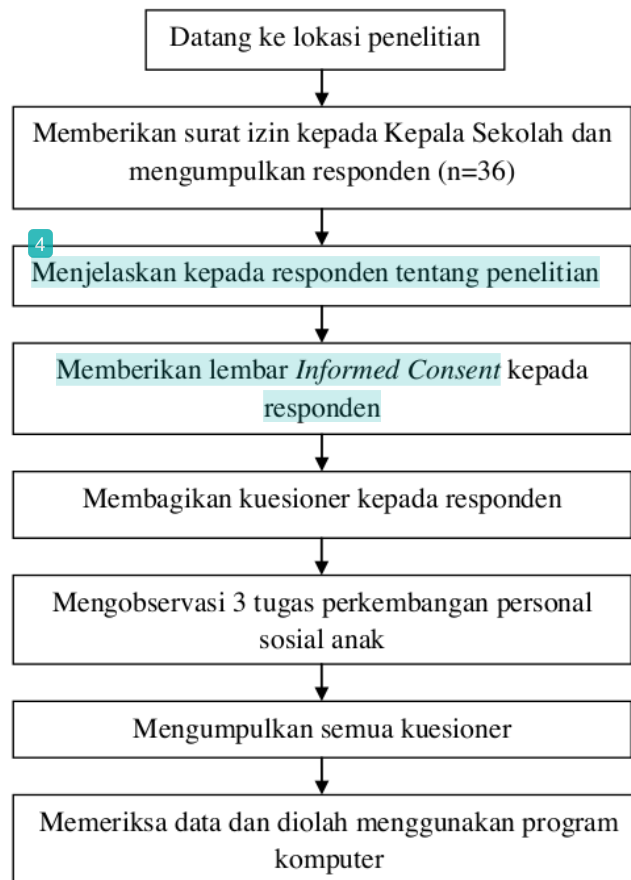 Datang ke lokasi penelitian
Memberikan surat izin kepada Kepala Sekolah dan
mengumpulkan responden (n=36)
4
Menjelaskan kepada responden tentang penelitian
Memberikan lembar Informed Consent kepada
responden
Membagikan kuesioner kepada responden
Mengobservasi 3 tugas perkembangan personal
sosial anak
Mengumpulkan semua kuesioner
Memeriksa data dan diolah menggunakan program
komputer